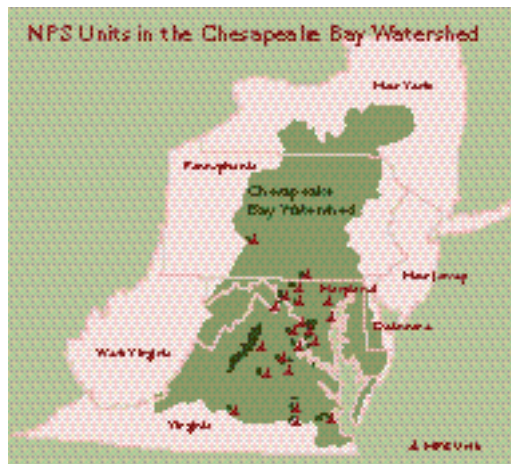 NPS Units in the Chesapeake Bay Watershed
New York
Pennsylvania
Chesapeake
Bay Watershed
New Jersey
Maryland
Delaware
West Virginia
Virginia
NPS Units